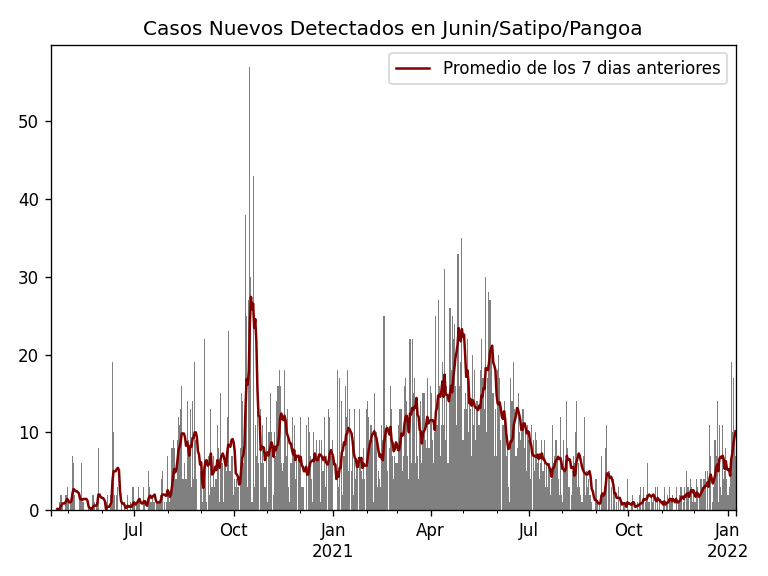 Casos Nuevos Detectados en Junin/Satipo/Pangoa
Promedio de los 7 dias anteriores
50
40
30
20
10
0
Jul Oct Jan Apr Jul Oct Jan
2021 2022